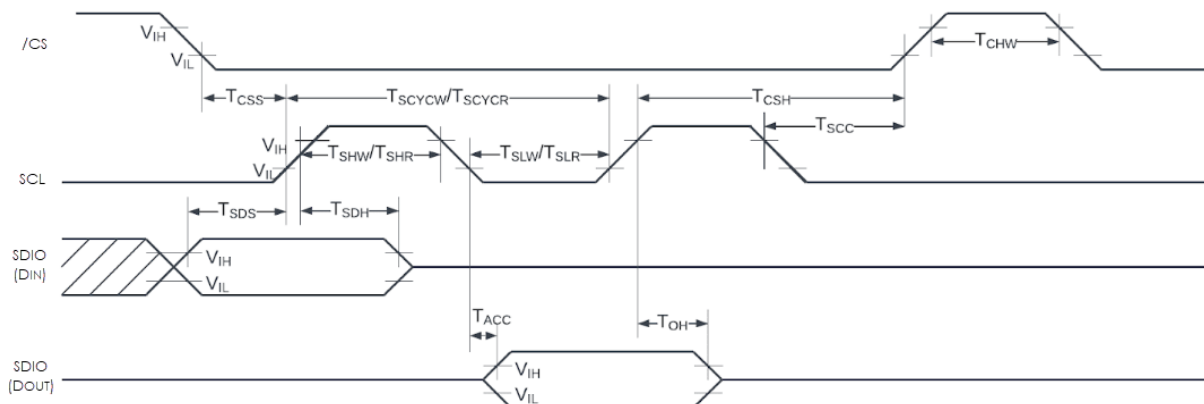 /CS
VIH
VIL
TCHW
TCSS
TSCYCW/TSCYCR
TCSH
TSCC
SCL
VIH
VIL
TSHW/TSHR
TSLW/TSLR
TSDS
TSDH
SDIO
(DIN)
VIH
VIL
TACC
TOH
SDIO
(DOUT)
VIH
VIL